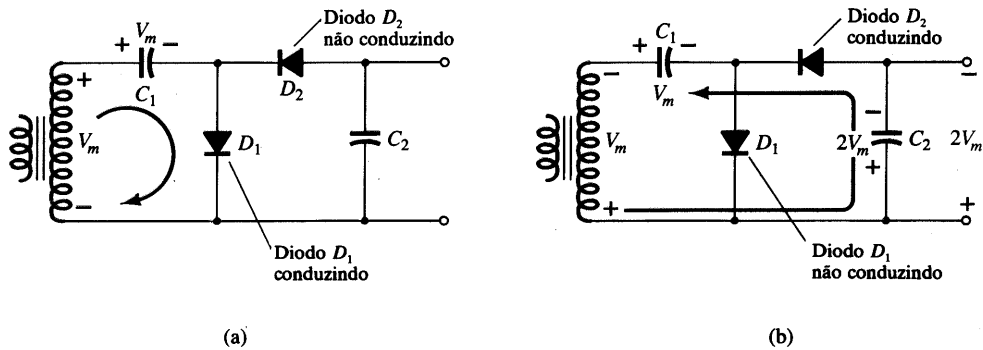 Diodo D₂
não conduzindo
+ Vₘ −
C₁
D₂
+
Vₘ
−
D₁
C₂
Diodo D₁
conduzindo
(a)
Diodo D₂
conduzindo
C₁
+ −
Vₘ
−
Vₘ
+
D₁
−
2Vₘ
+
C₂
−
2Vₘ
+
Diodo D₁
não conduzindo
(b)